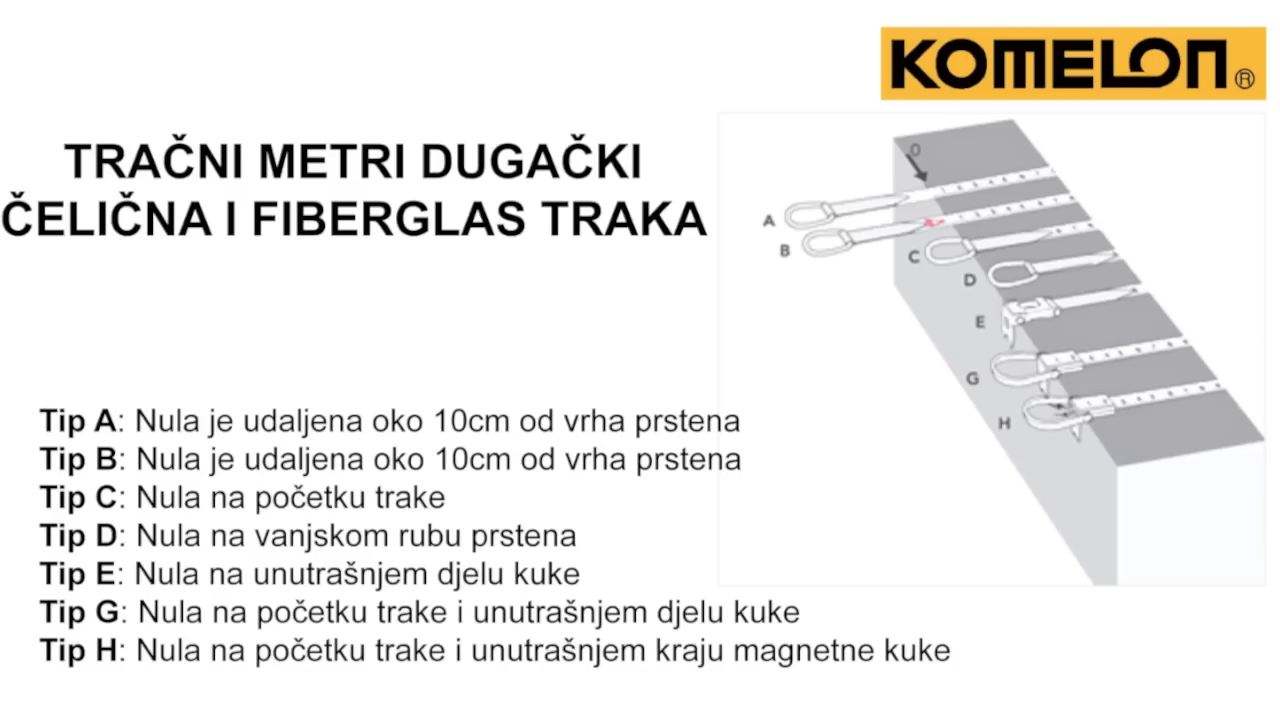 KOMELON®
TRAČNI METRI DUGAČKI
ČELIČNA I FIBERGLAS TRAKA
0
A
B
C
D
E
G
H
Tip A: Nula je udaljena oko 10cm od vrha prstena
Tip B: Nula je udaljena oko 10cm od vrha prstena
Tip C: Nula na početku trake
Tip D: Nula na vanjskom rubu prstena
Tip E: Nula na unutrašnjem djelu kuke
Tip G: Nula na početku trake i unutrašnjem djelu kuke
Tip H: Nula na početku trake i unutrašnjem kraju magnetne kuke